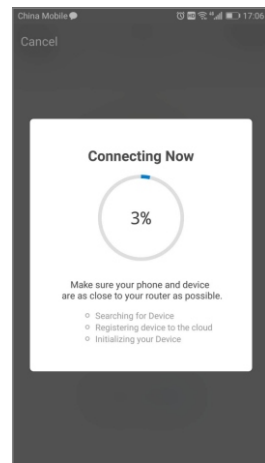 China Mobile 17:06
Cancel
Connecting Now
3%
Make sure your phone and device
are as close to your router as possible.
Searching for Device
Registering device to the cloud
Initializing your Device